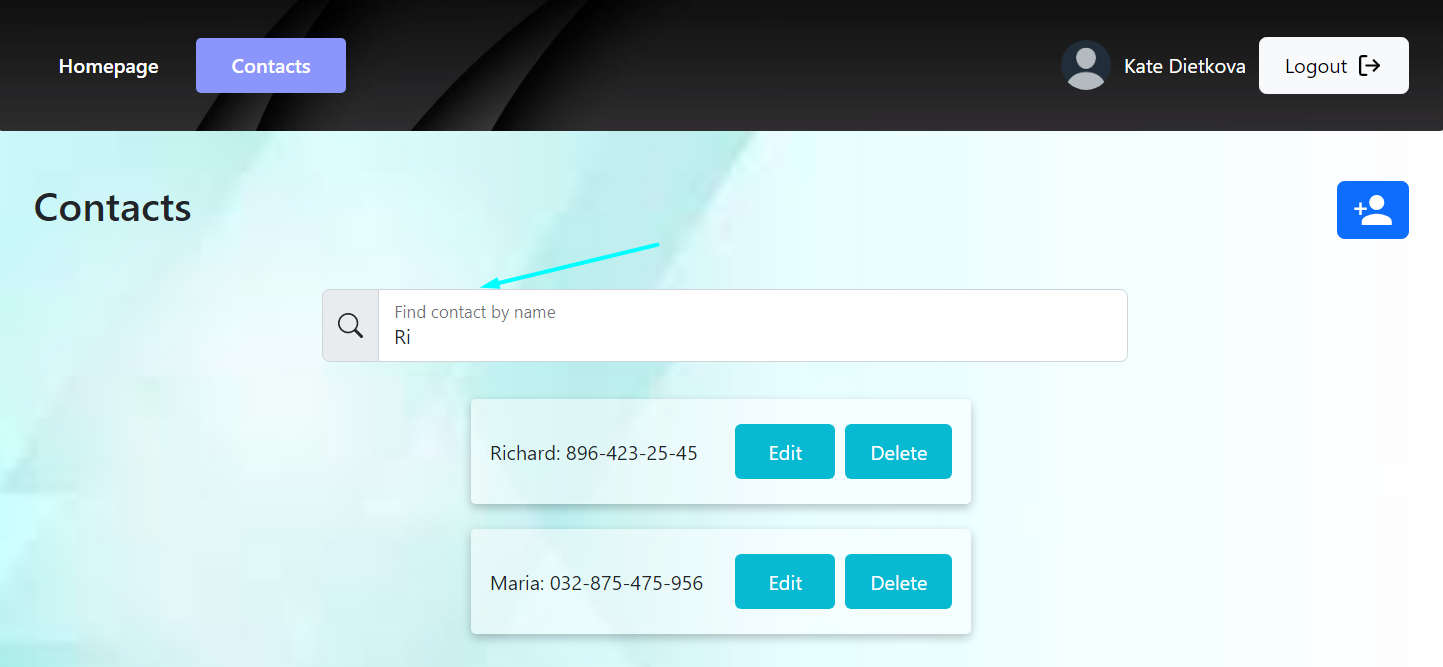 Homepage Contacts Kate Dietkova Logout
Contacts
Find contact by name
Ri
Richard: 896-423-25-45 Edit Delete
Maria: 032-875-475-956 Edit Delete